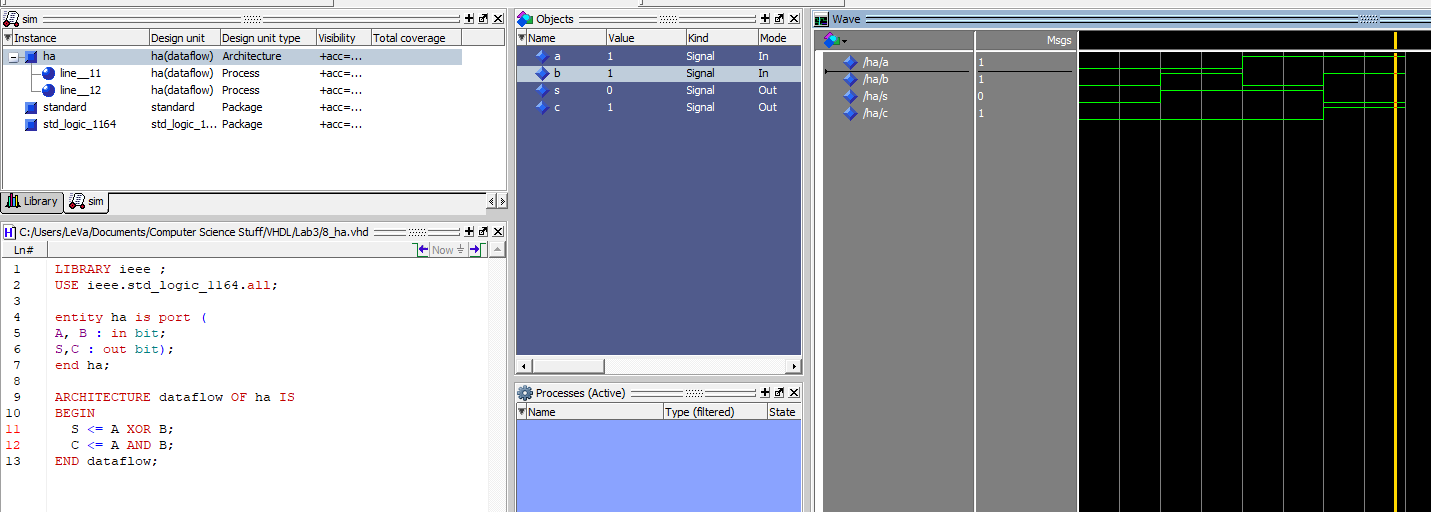 sim
Instance Design unit Design unit type Visibility Total coverage
ha ha(dataflow) Architecture +acc=...
line__11 ha(dataflow) Process +acc=...
line__12 ha(dataflow) Process +acc=...
standard standard Package +acc=...
std_logic_1164 std_logic_1... Package +acc=...
Library sim
C:/Users/LeVa/Documents/Computer Science Stuff/VHDL/Lab3/8_ha.vhd
Ln# Now
1 LIBRARY ieee ;
2 USE ieee.std_logic_1164.all;
3
4 entity ha is port (
5 A, B : in bit;
6 S,C : out bit);
7 end ha;
8
9 ARCHITECTURE dataflow OF ha IS
10 BEGIN
11 S <= A XOR B;
12 C <= A AND B;
13 END dataflow;
Objects
Name Value Kind Mode
a 1 Signal In
b 1 Signal In
s 0 Signal Out
c 1 Signal Out
Processes (Active)
Name Type (filtered) State
Wave
Msgs
/ha/a 1
/ha/b 1
/ha/s 0
/ha/c 1